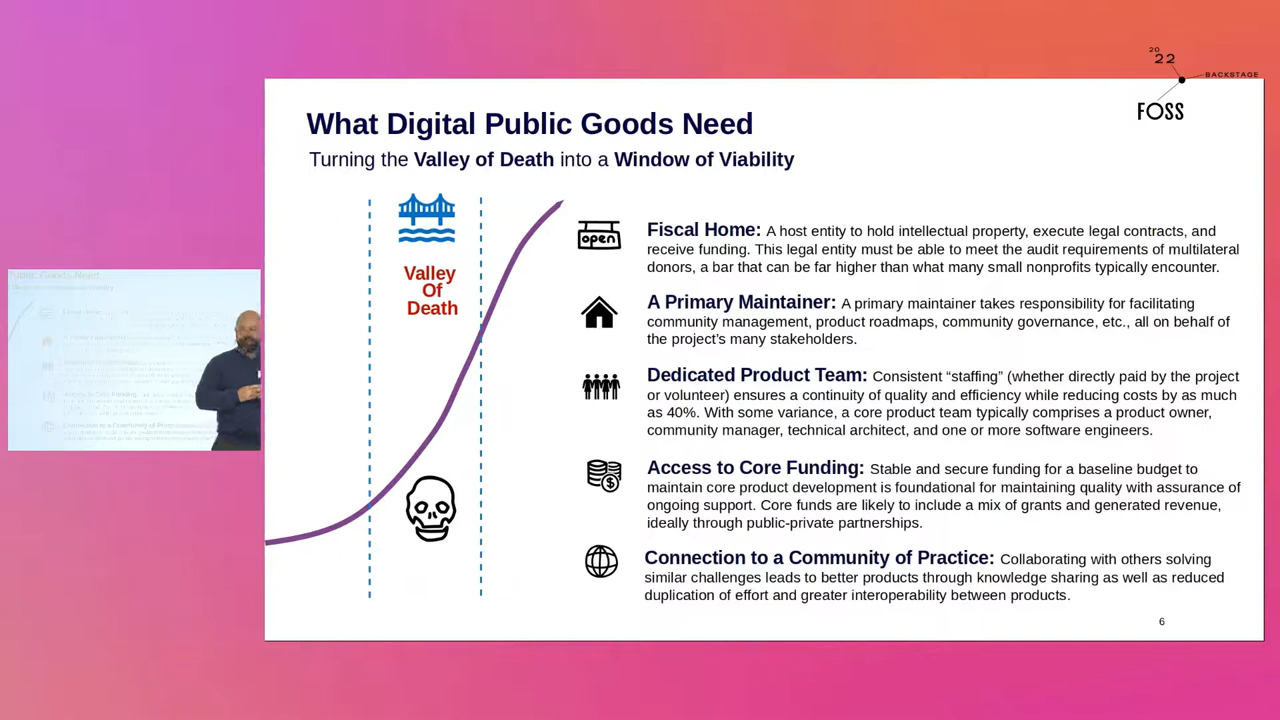 20
22
BACKSTAGE
FOSS
What Digital Public Goods Need
Turning the Valley of Death into a Window of Viability
Valley
Of
Death
open
Fiscal Home: A host entity to hold intellectual property, execute legal contracts, and
receive funding. This legal entity must be able to meet the audit requirements of multilateral
donors, a bar that can be far higher than what many small nonprofits typically encounter.
A Primary Maintainer: A primary maintainer takes responsibility for facilitating
community management, product roadmaps, community governance, etc., all on behalf of
the project’s many stakeholders.
Dedicated Product Team: Consistent “staffing” (whether directly paid by the project
or volunteer) ensures a continuity of quality and efficiency while reducing costs by as much
as 40%. With some variance, a core product team typically comprises a product owner,
community manager, technical architect, and one or more software engineers.
$
Access to Core Funding: Stable and secure funding for a baseline budget to
maintain core product development is foundational for maintaining quality with assurance of
ongoing support. Core funds are likely to include a mix of grants and generated revenue,
ideally through public-private partnerships.
Connection to a Community of Practice: Collaborating with others solving
similar challenges leads to better products through knowledge sharing as well as reduced
duplication of effort and greater interoperability between products.
6